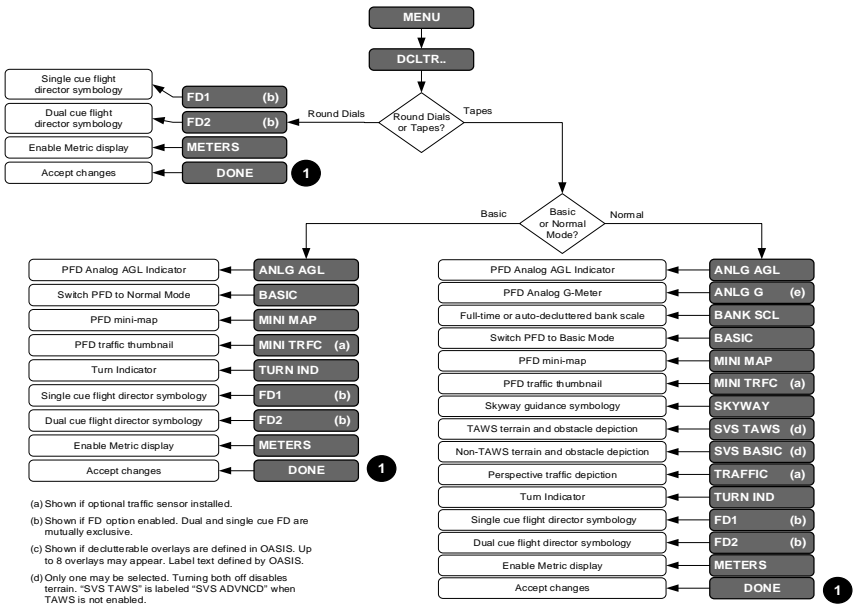 MENU
DCLTR..
Round Dials
or Tapes?
Round Dials
Tapes
Single cue flight
director symbology
FD1 (b)
Dual cue flight
director symbology
FD2 (b)
Enable Metric display
METERS
Accept changes
DONE
1
Basic
or Normal
Mode?
Basic
Normal
PFD Analog AGL Indicator
ANLG AGL
Switch PFD to Normal Mode
BASIC
PFD mini-map
MINI MAP
PFD traffic thumbnail
MINI TRFC (a)
Turn Indicator
TURN IND
Single cue flight director symbology
FD1 (b)
Dual cue flight director symbology
FD2 (b)
Enable Metric display
METERS
Accept changes
DONE
1
PFD Analog AGL Indicator
ANLG AGL
PFD Analog G-Meter
ANLG G (e)
Full-time or auto-decluttered bank scale
BANK SCL
Switch PFD to Basic Mode
BASIC
PFD mini-map
MINI MAP
PFD traffic thumbnail
MINI TRFC (a)
Skyway guidance symbology
SKYWAY
TAWS terrain and obstacle depiction
SVS TAWS (d)
Non-TAWS terrain and obstacle depiction
SVS BASIC (d)
Perspective traffic depiction
TRAFFIC (a)
Turn Indicator
TURN IND
Single cue flight director symbology
FD1 (b)
Dual cue flight director symbology
FD2 (b)
Enable Metric display
METERS
Accept changes
DONE
1
(a) Shown if optional traffic sensor installed.
(b) Shown if FD option enabled. Dual and single cue FD are
mutually exclusive.
(c) Shown if declutterable overlays are defined in OASIS. Up
to 8 overlays may appear. Label text defined by OASIS.
(d) Only one may be selected. Turning both off disables
terrain. "SVS TAWS" is labeled "SVS ADVNCD" when
TAWS is not enabled.